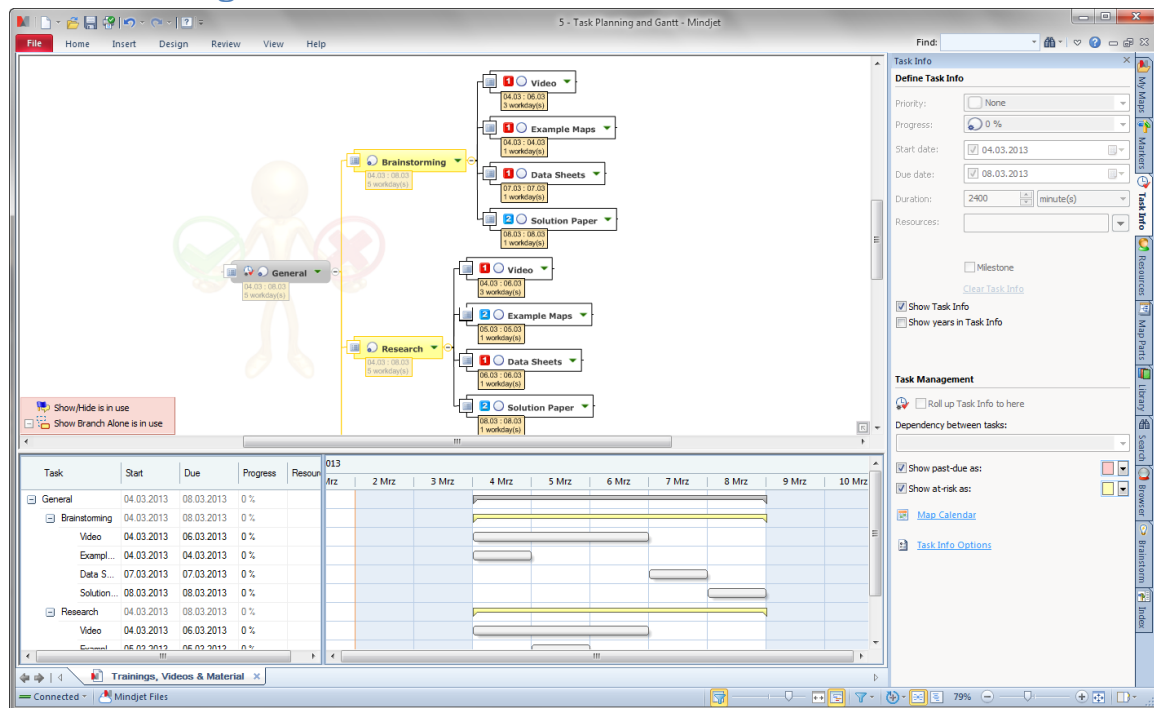 5 - Task Planning and Gantt - Mindjet
File Home Insert Design Review View Help
Find:
Video
04.03 : 06.03
3 workday(s)
Example Maps
04.03 : 04.03
1 workday(s)
Brainstorming
04.03 : 08.03
5 workday(s)
Data Sheets
07.03 : 07.03
1 workday(s)
Solution Paper
08.03 : 08.03
1 workday(s)
General
04.03 : 08.03
5 workday(s)
Video
04.03 : 06.03
3 workday(s)
Example Maps
05.03 : 05.03
1 workday(s)
Research
04.03 : 08.03
5 workday(s)
Data Sheets
06.03 : 06.03
1 workday(s)
Solution Paper
08.03 : 08.03
1 workday(s)
Show/Hide is in use
Show Branch Alone is in use
Task Info
Define Task Info
Priority: None
Progress: 0 %
Start date: 04.03.2013
Due date: 08.03.2013
Duration: 2400 minute(s)
Resources:
Milestone
Clear Task Info
Show Task Info
Show years in Task Info
Task Management
Roll up Task Info to here
Dependency between tasks:
Show past-due as:
Show at-risk as:
Map Calendar
Task Info Options
My Maps
Markers
Task Info
Resources
Map Parts
Library
Search
Browser
Brainstorm
Index
Task Start Due Progress Resour
013
Mrz 2 Mrz 3 Mrz 4 Mrz 5 Mrz 6 Mrz 7 Mrz 8 Mrz 9 Mrz 10 Mrz
General 04.03.2013 08.03.2013 0 %
Brainstorming 04.03.2013 08.03.2013 0 %
Video 04.03.2013 06.03.2013 0 %
Exampl... 04.03.2013 04.03.2013 0 %
Data S... 07.03.2013 07.03.2013 0 %
Solution... 08.03.2013 08.03.2013 0 %
Research 04.03.2013 08.03.2013 0 %
Video 04.03.2013 06.03.2013 0 %
Exampl... 05.03.2013 05.03.2013 0 %
Trainings, Videos & Material
Connected Mindjet Files 79%